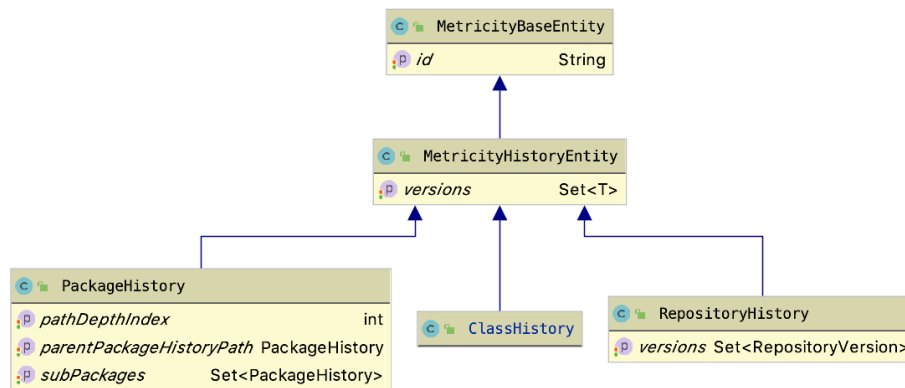 MetricityBaseEntity
id String
MetricityHistoryEntity
versions Set<T>
PackageHistory
pathDepthIndex int
parentPackageHistoryPath PackageHistory
subPackages Set<PackageHistory>
ClassHistory
RepositoryHistory
versions Set<RepositoryVersion>